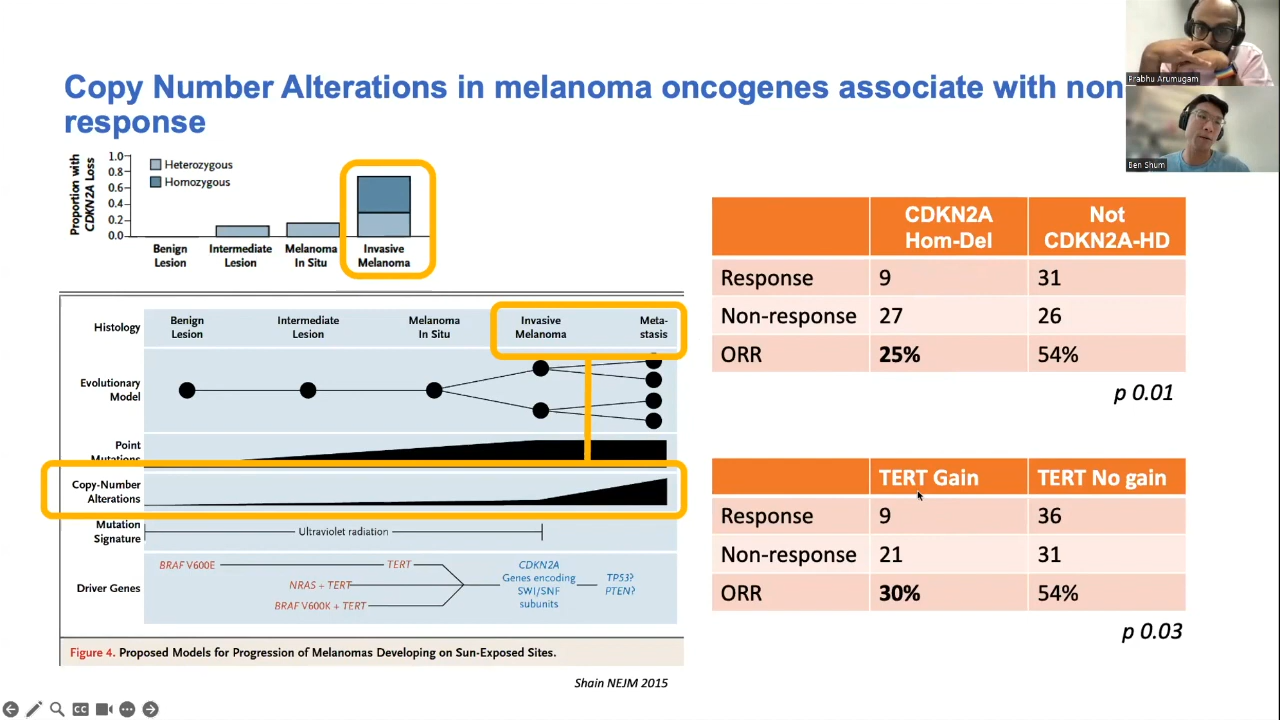 Copy Number Alterations in melanoma oncogenes associate with non
response
Prabhu Arumugam
Ben Shum
Proportion with
CDKN2A Loss
1.0
0.8
0.6
0.4
0.2
0.0
Heterozygous
Homozygous
Benign
Lesion
Intermediate
Lesion
Melanoma
In Situ
Invasive
Melanoma
Histology
Benign
Lesion
Intermediate
Lesion
Melanoma
In Situ
Invasive
Melanoma
Meta-
stasis
Evolutionary
Model
Point
Mutations
Copy-Number
Alterations
Mutation
Signature
Ultraviolet radiation
Driver Genes
BRAF V600E
TERT
NRAS + TERT
BRAF V600K + TERT
CDKN2A
Genes encoding
SWI/SNF
subunits
TP53?
PTEN?
Figure 4. Proposed Models for Progression of Melanomas Developing on Sun-Exposed Sites.
Shain NEJM 2015
CDKN2A
Hom-Del
Not
CDKN2A-HD
Response 9 31
Non-response 27 26
ORR 25% 54%
p 0.01
TERT Gain TERT No gain
Response 9 36
Non-response 21 31
ORR 30% 54%
p 0.03
CC